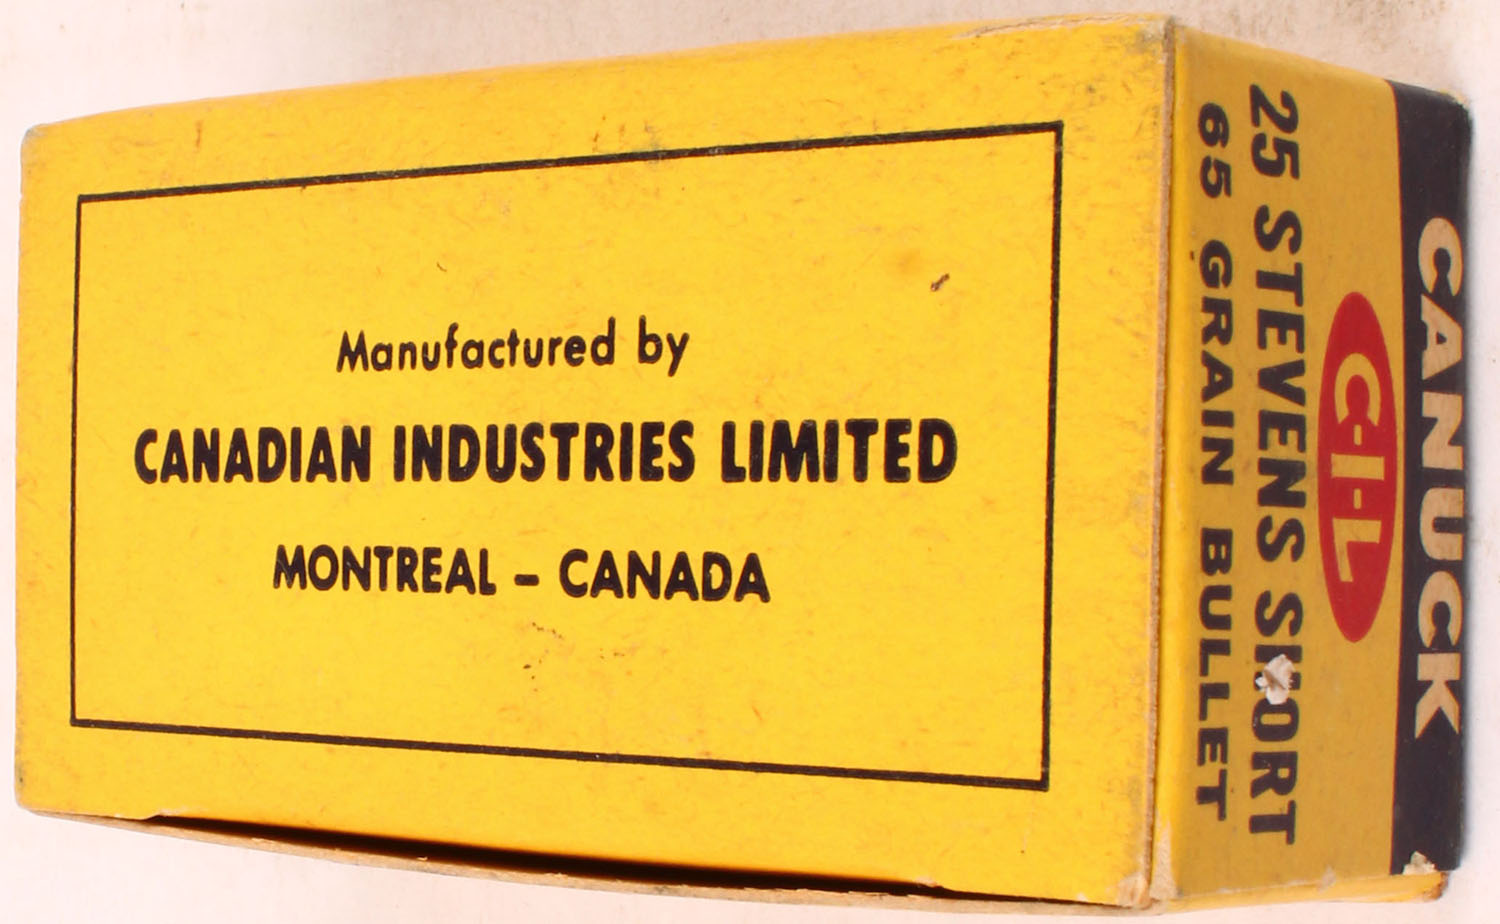 Manufactured by
CANADIAN INDUSTRIES LIMITED
MONTREAL – CANADA
CANUCK
C-I-L
25 STEVENS SHORT
65 GRAIN BULLET